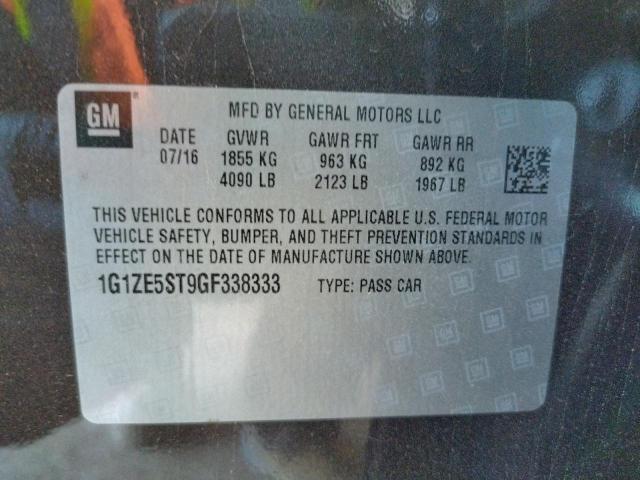 GM
MFD BY GENERAL MOTORS LLC
DATE GVWR GAWR FRT GAWR RR
07/16 1855 KG 963 KG 892 KG
4090 LB 2123 LB 1967 LB
THIS VEHICLE CONFORMS TO ALL APPLICABLE U.S. FEDERAL MOTOR
VEHICLE SAFETY, BUMPER, AND THEFT PREVENTION STANDARDS IN
EFFECT ON THE DATE OF MANUFACTURE SHOWN ABOVE.
1G1ZE5ST9GF338333 TYPE: PASS CAR